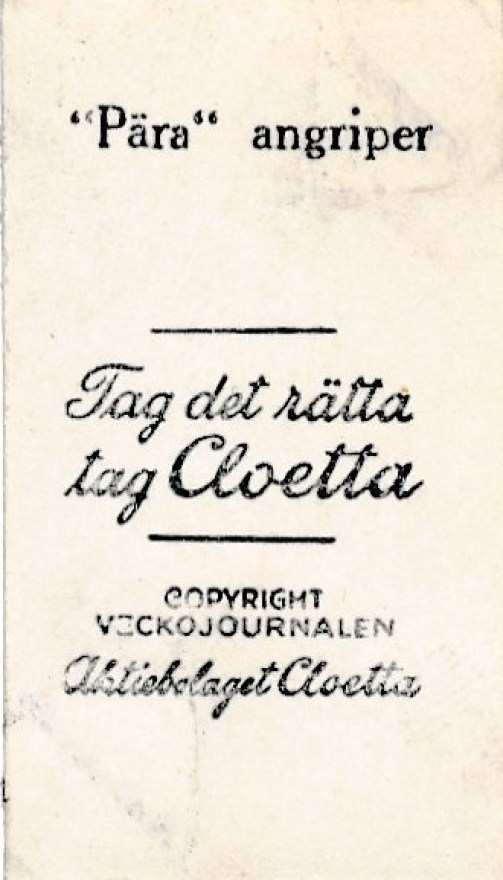 “Pära“ angriper
Tag det rätta
tag Cloetta
COPYRIGHT
VECKOJOURNALEN
Aktiebolaget Cloetta